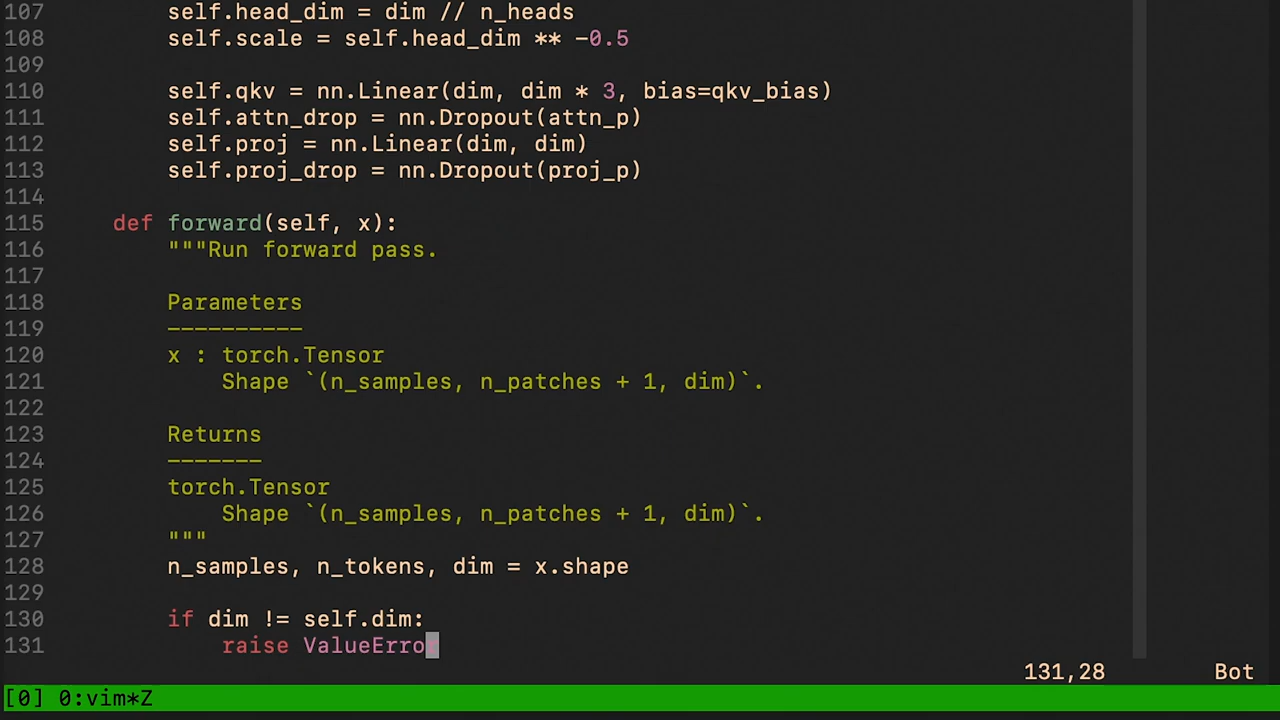 107 self.head_dim = dim // n_heads
108 self.scale = self.head_dim ** -0.5
109
110 self.qkv = nn.Linear(dim, dim * 3, bias=qkv_bias)
111 self.attn_drop = nn.Dropout(attn_p)
112 self.proj = nn.Linear(dim, dim)
113 self.proj_drop = nn.Dropout(proj_p)
114
115 def forward(self, x):
116 """Run forward pass.
117
118 Parameters
119 ----------
120 x : torch.Tensor
121 Shape `(n_samples, n_patches + 1, dim)`.
122
123 Returns
124 -------
125 torch.Tensor
126 Shape `(n_samples, n_patches + 1, dim)`.
127 """
128 n_samples, n_tokens, dim = x.shape
129
130 if dim != self.dim:
131 raise ValueError
131,28 Bot
[0] 0:vim*Z